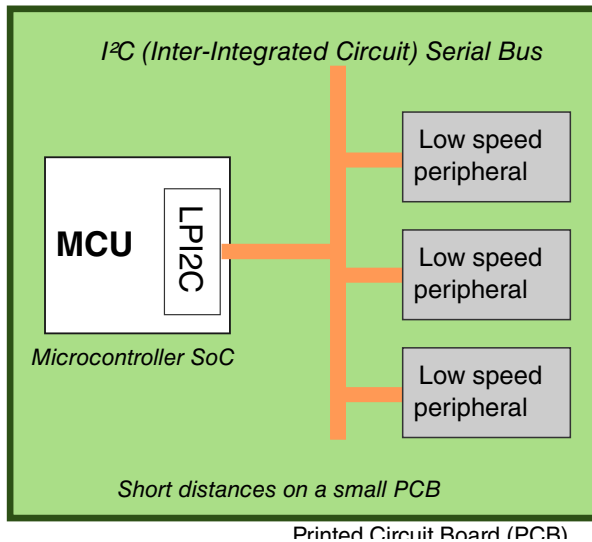 I²C (Inter-Integrated Circuit) Serial Bus
Low speed
peripheral
MCU
LPI2C
Low speed
peripheral
Microcontroller SoC
Low speed
peripheral
Short distances on a small PCB
Printed Circuit Board (PCB)